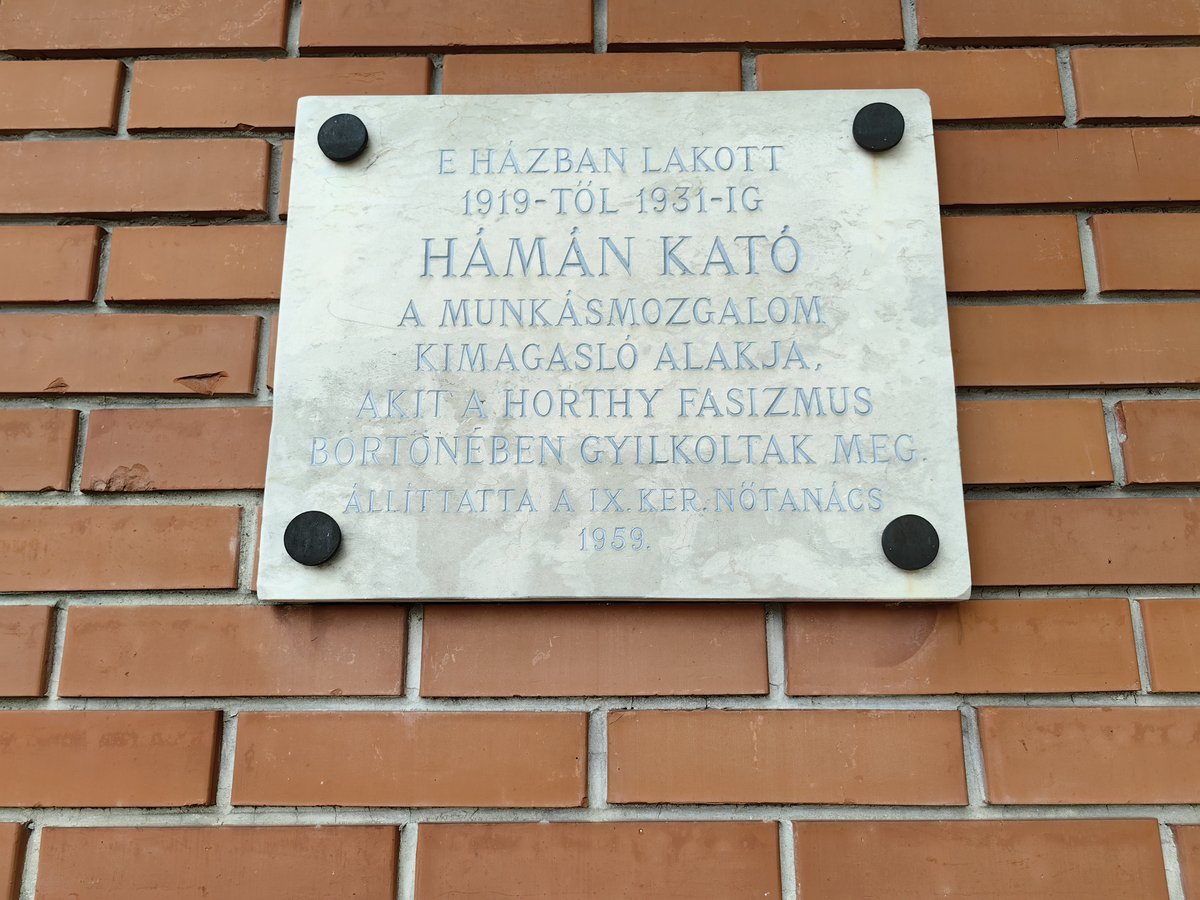 E HÁZBAN LAKOTT
1919-TŐL 1931-IG
HÁMÁN KATÓ
A MUNKÁSMOZGALOM
KIMAGASLÓ ALAKJA,
AKIT A HORTHY FASIZMUS
BÖRTÖNÉBEN GYILKOLTAK MEG.
ÁLLÍTTATTA A IX. KER. NŐTANÁCS
1959.